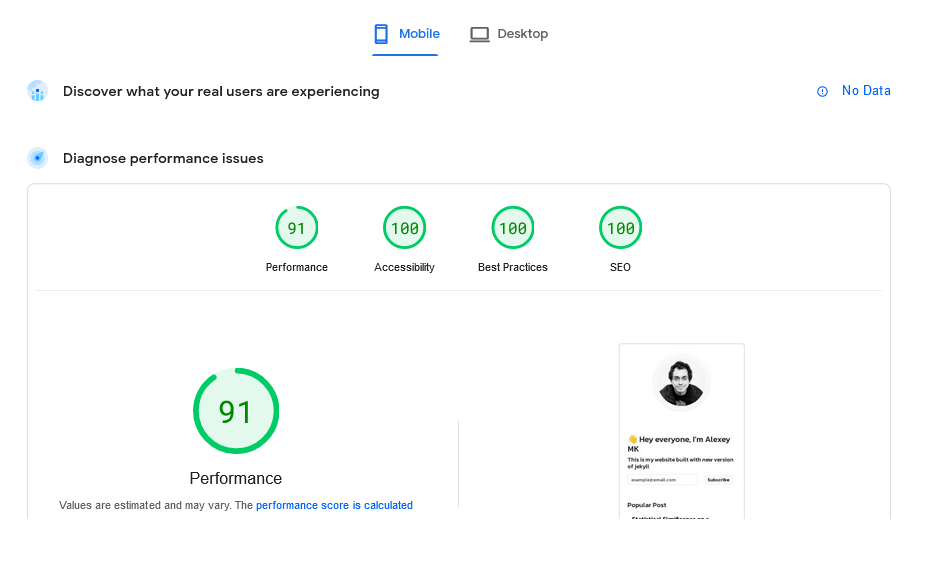 Mobile
Desktop
Discover what your real users are experiencing
No Data
Diagnose performance issues
91
100
100
100
Performance
Accessibility
Best Practices
SEO
91
Performance
Values are estimated and may vary. The performance score is calculated
👋 Hey everyone, I'm Alexey
MK
This is my website built with new version
of jekyll
example@email.com
Subscribe
Popular Post